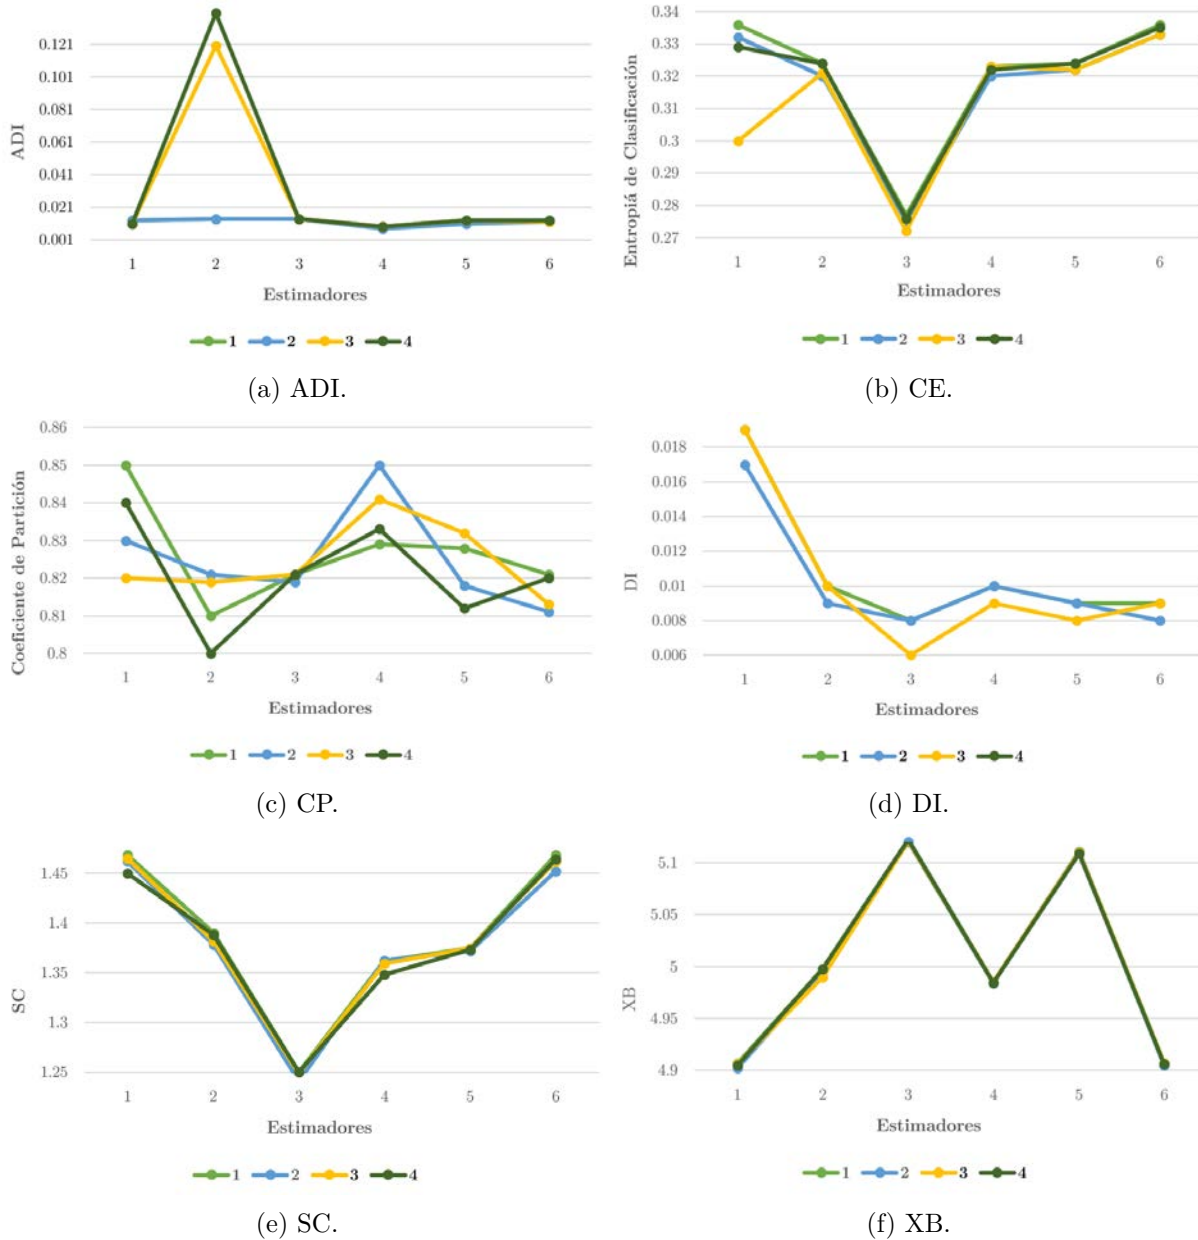 ADI
0.121
0.101
0.081
0.061
0.041
0.021
0.001
1 2 3 4 5 6
Estimadores
1 2 3 4
(a) ADI.
Entropiá de Clasificación
0.34
0.33
0.32
0.31
0.3
0.29
0.28
0.27
1 2 3 4 5 6
Estimadores
1 2 3 4
(b) CE.
Coeficiente de Partición
0.86
0.85
0.84
0.83
0.82
0.81
0.8
1 2 3 4 5 6
Estimadores
1 2 3 4
(c) CP.
DI
0.018
0.016
0.014
0.012
0.01
0.008
0.006
1 2 3 4 5 6
Estimadores
1 2 3 4
(d) DI.
SC
1.45
1.4
1.35
1.3
1.25
1 2 3 4 5 6
Estimadores
1 2 3 4
(e) SC.
XB
5.1
5.05
5
4.95
4.9
1 2 3 4 5 6
Estimadores
1 2 3 4
(f) XB.